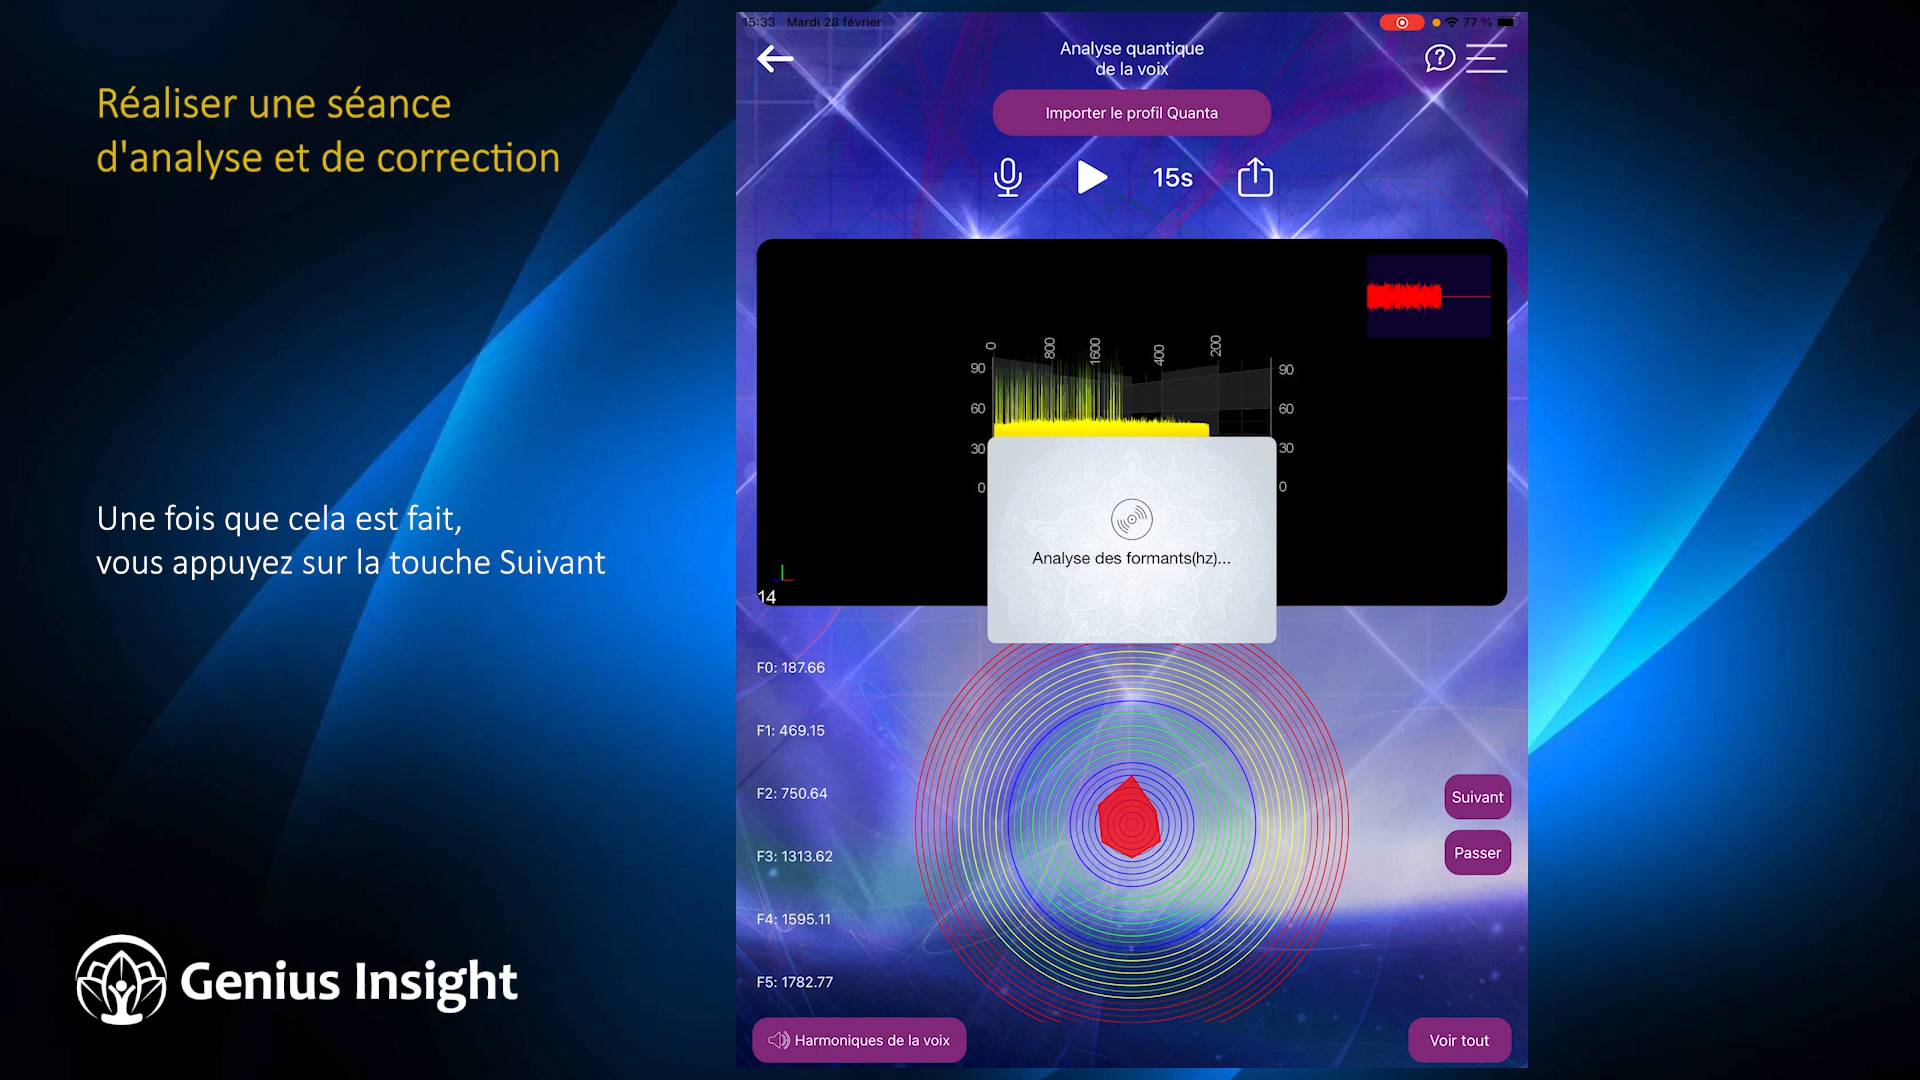 Réaliser une séance
d'analyse et de correction
Une fois que cela est fait,
vous appuyez sur la touche Suivant
Genius Insight
15:33 Mardi 28 février
77 %
Analyse quantique
de la voix
Importer le profil Quanta
15s
0 800 1600 400 200
90 90
60 60
30 30
0 0
Analyse des formants(hz)...
14
F0: 187.66
F1: 469.15
F2: 750.64
F3: 1313.62
F4: 1595.11
F5: 1782.77
Suivant
Passer
Harmoniques de la voix
Voir tout